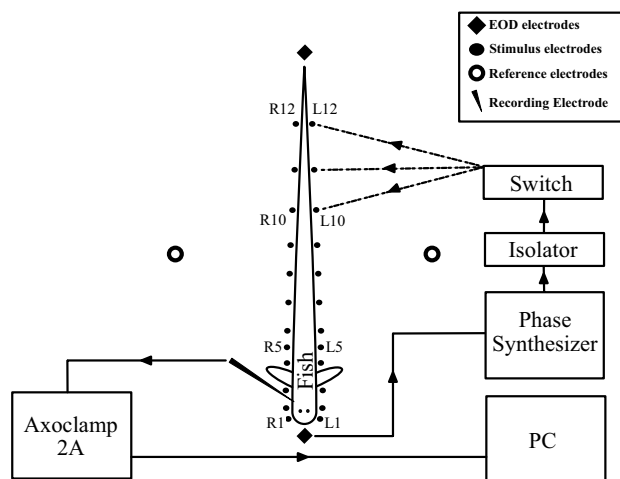 EOD electrodes
Stimulus electrodes
Reference electrodes
Recording Electrode
R12 L12
Switch
R10 L10
Isolator
Phase
Synthesizer
R5 L5
Fish
Axoclamp
2A
R1 L1
PC